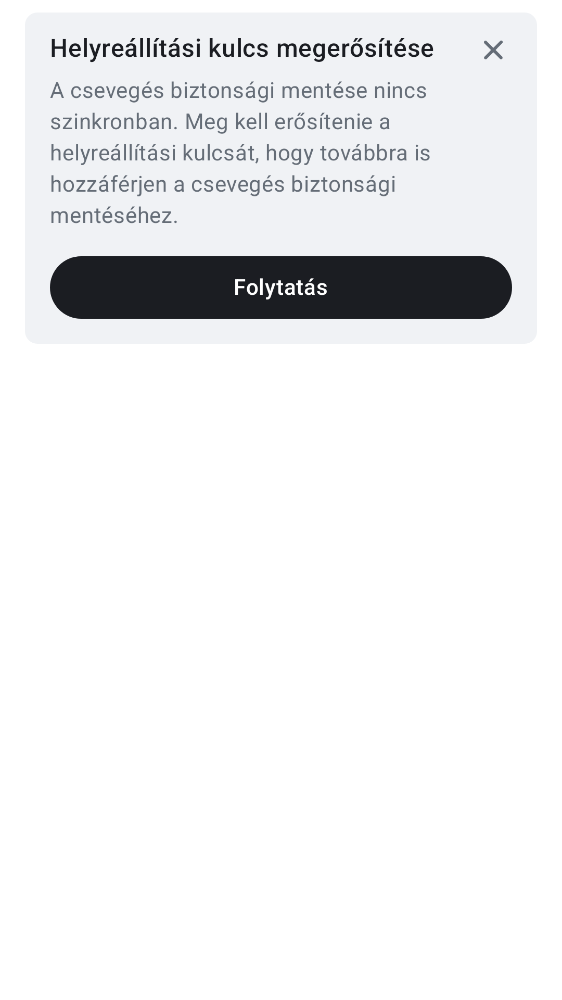 Helyreállítási kulcs megerősítése
A csevegés biztonsági mentése nincs
szinkronban. Meg kell erősítenie a
helyreállítási kulcsát, hogy továbbra is
hozzáférjen a csevegés biztonsági
mentéséhez.
Folytatás